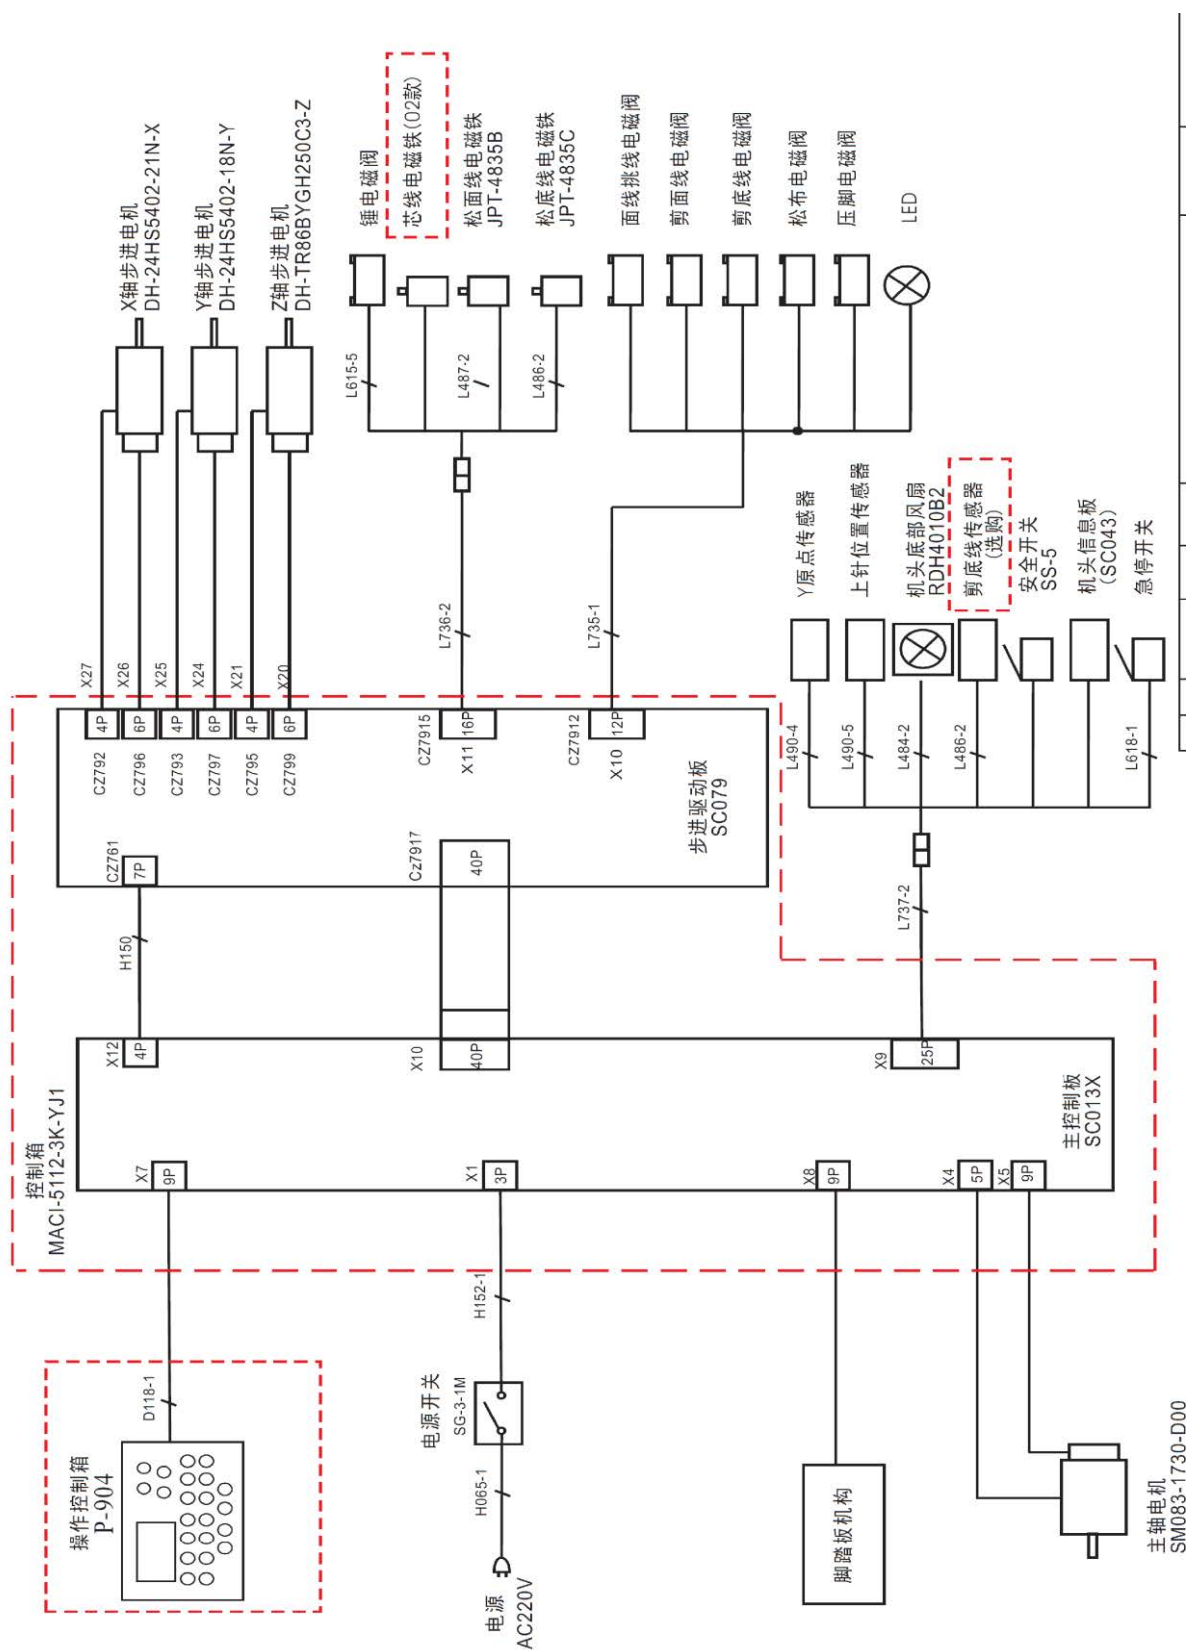 操作控制箱
P-904
D118-1
电源
AC220V
H065-1
电源开关
SG-3-1M
H152-1
脚踏板机构
主轴电机
SM083-1730-D00
控制箱
MACI-5112-3K-YJ1
X7
9P
X1
3P
X8
9P
X4
5P
X5
9P
主控制板
SC013X
X12
4P
X10
40P
X9
25P
H150
L737-2
CZ761
7P
CZ7917
40P
步进驱动板
SC079
CZ792
4P
X27
CZ796
6P
X26
CZ793
4P
X25
CZ797
6P
X24
CZ795
4P
X21
CZ799
6P
X20
CZ7915
X11
16P
CZ7912
X10
12P
L736-2
L735-1
X轴步进电机
DH-24HS5402-21N-X
Y轴步进电机
DH-24HS5402-18N-Y
Z轴步进电机
DH-TR86BYGH250C3-Z
L615-5
锤电磁阀
芯线电磁铁(02款)
L487-2
松面线电磁铁
JPT-4835B
L486-2
松底线电磁铁
JPT-4835C
面线挑线电磁阀
剪面线电磁阀
剪底线电磁阀
松布电磁阀
压脚电磁阀
LED
L490-4
Y原点传感器
L490-5
上针位置传感器
L484-2
机头底部风扇
RDH4010B2
L486-2
剪底线传感器
(选购)
安全开关
SS-5
机头信息板
(SC043)
L618-1
急停开关